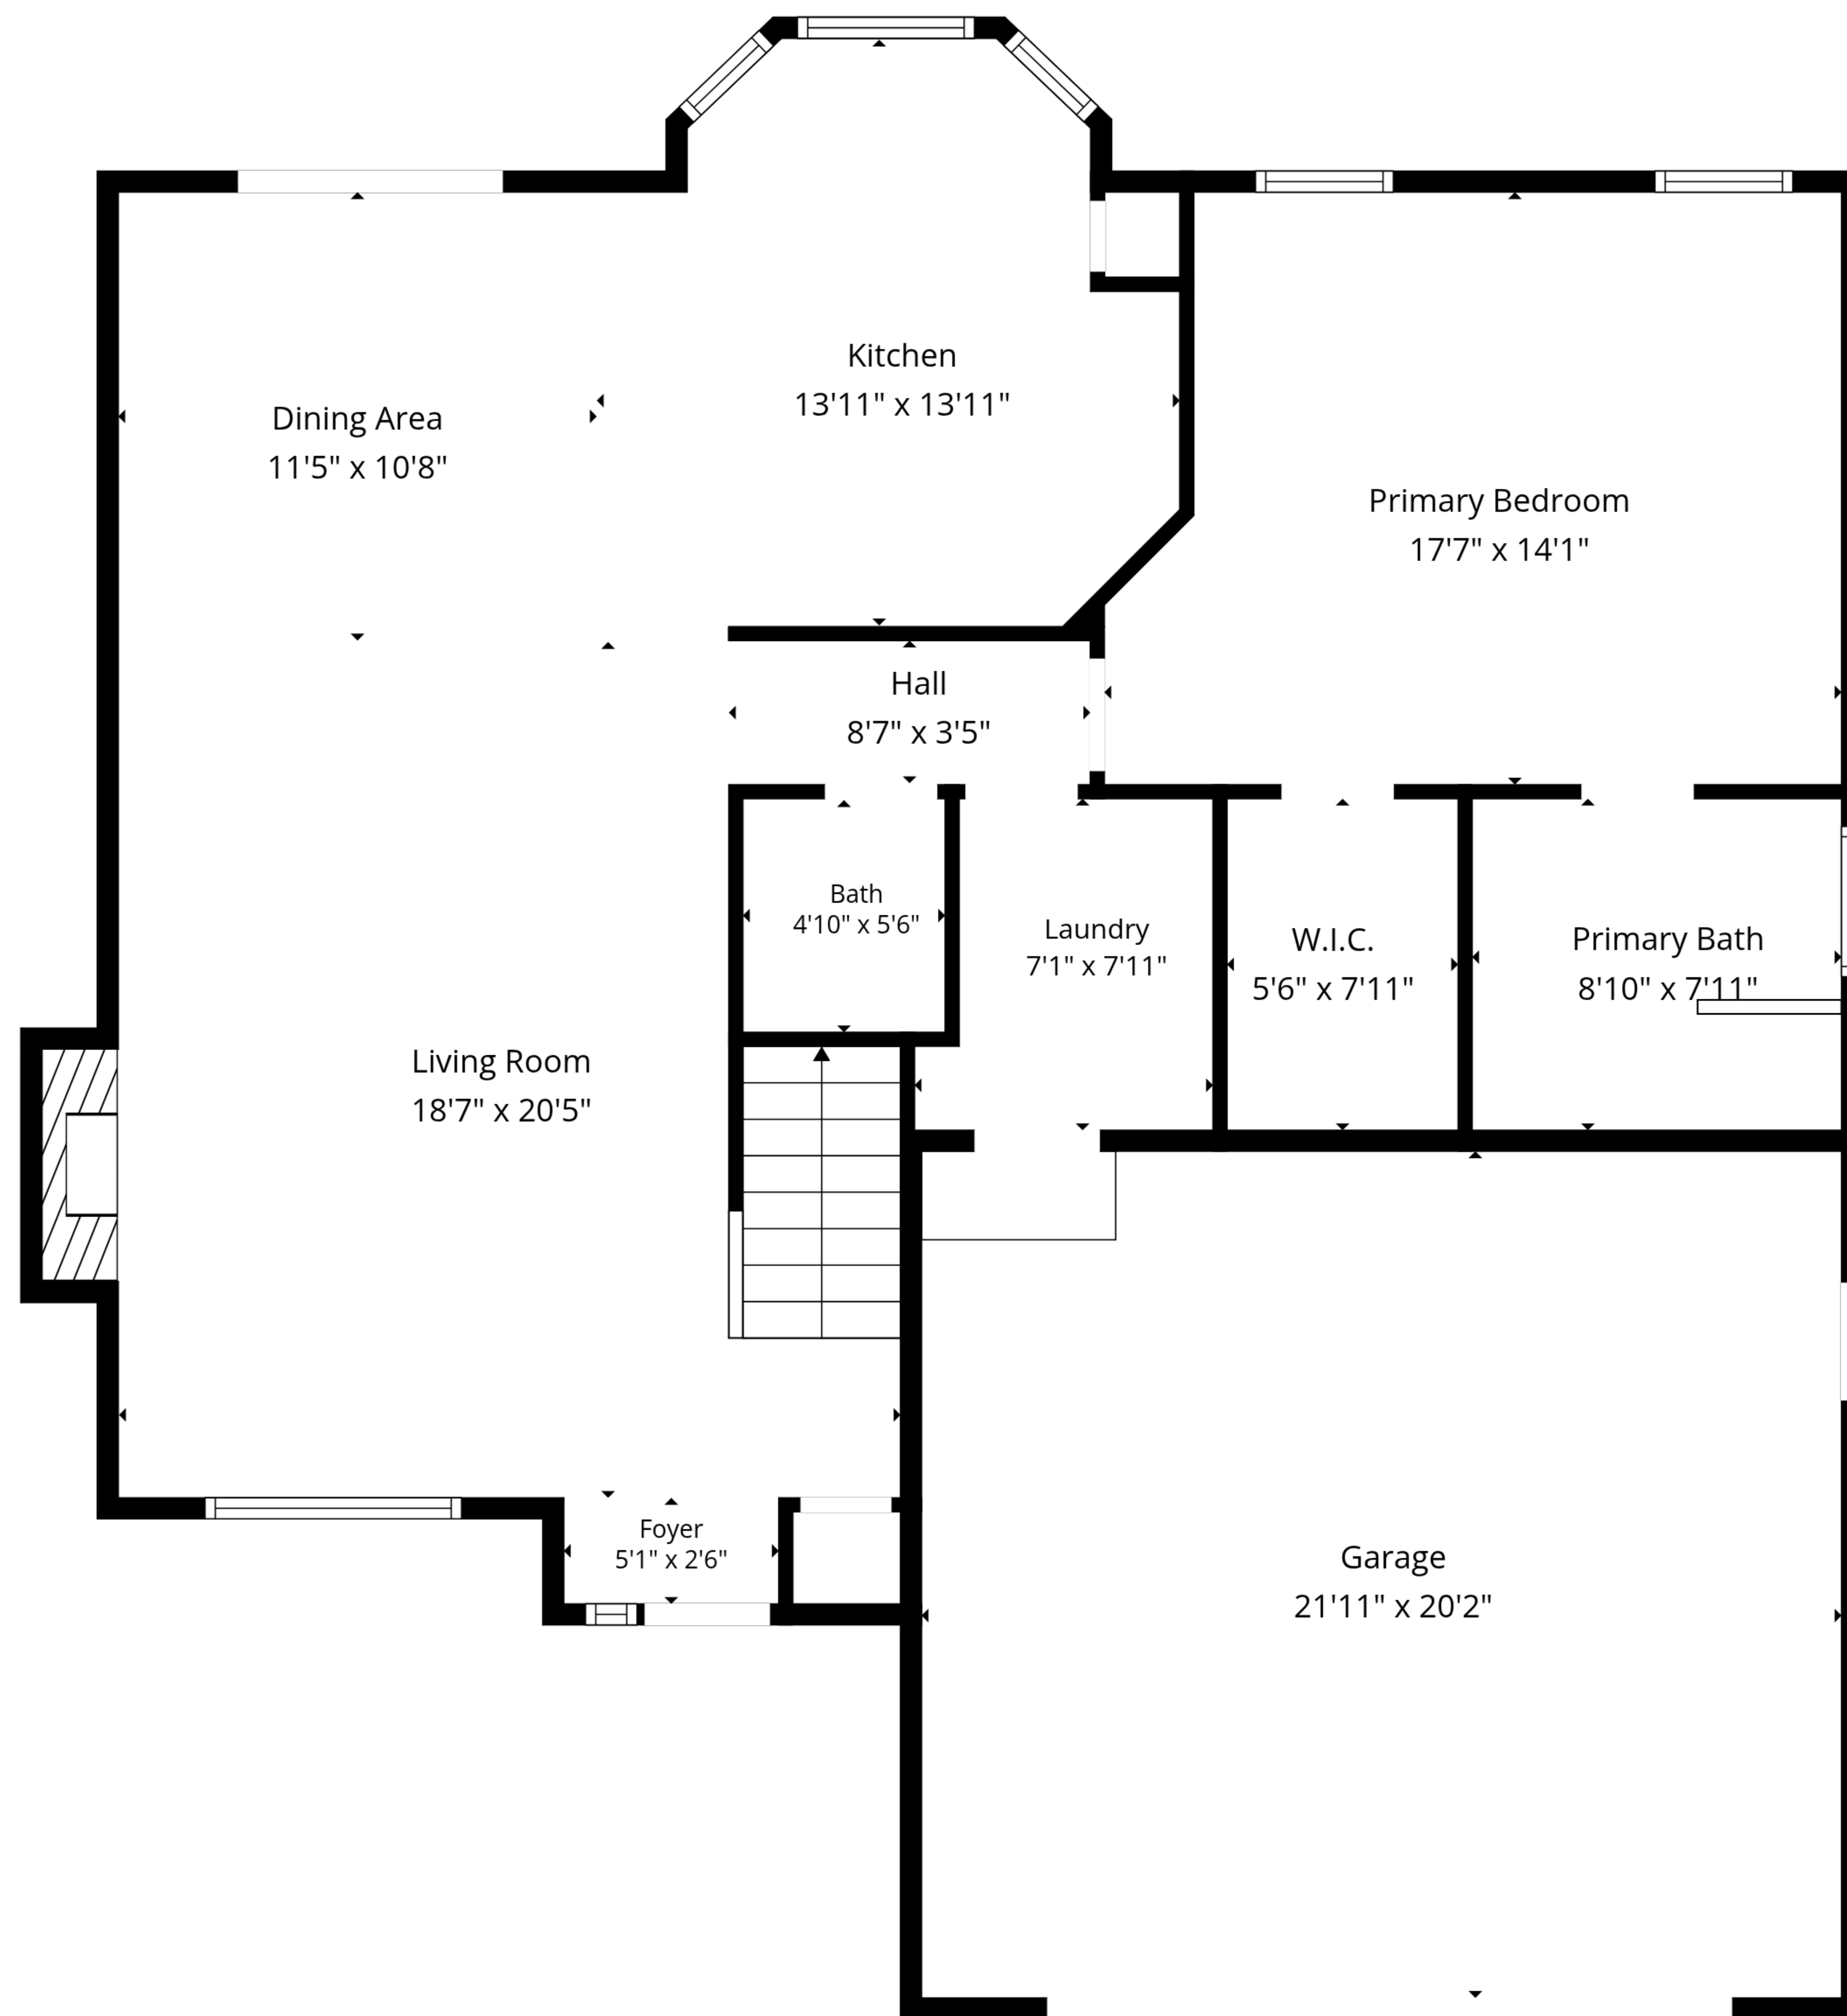 Kitchen
13'11" x 13'11"
Dining Area
11'5" x 10'8"
Primary Bedroom
17'7" x 14'1"
Hall
8'7" x 3'5"
Bath
4'10" x 5'6"
Laundry
7'1" x 7'11"
W.I.C.
5'6" x 7'11"
Primary Bath
8'10" x 7'11"
Living Room
18'7" x 20'5"
Foyer
5'1" x 2'6"
Garage
21'11" x 20'2"